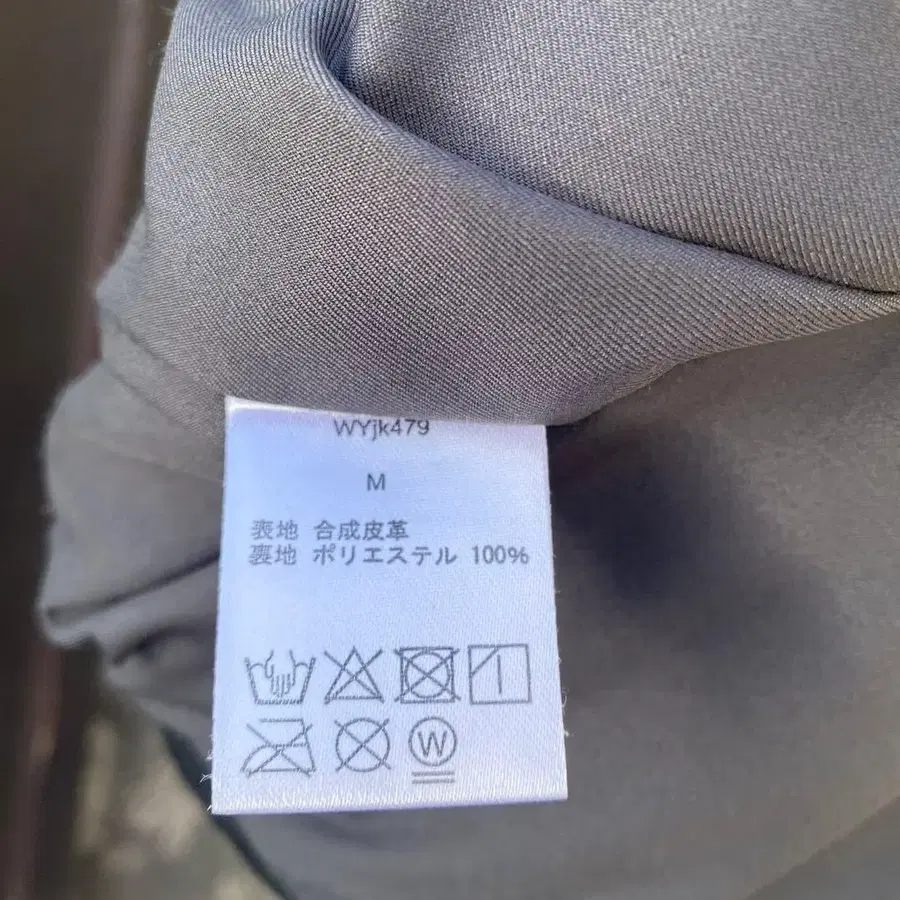 WYjk479
M
表地 合成皮革
裏地 ポリエステル 100%
W